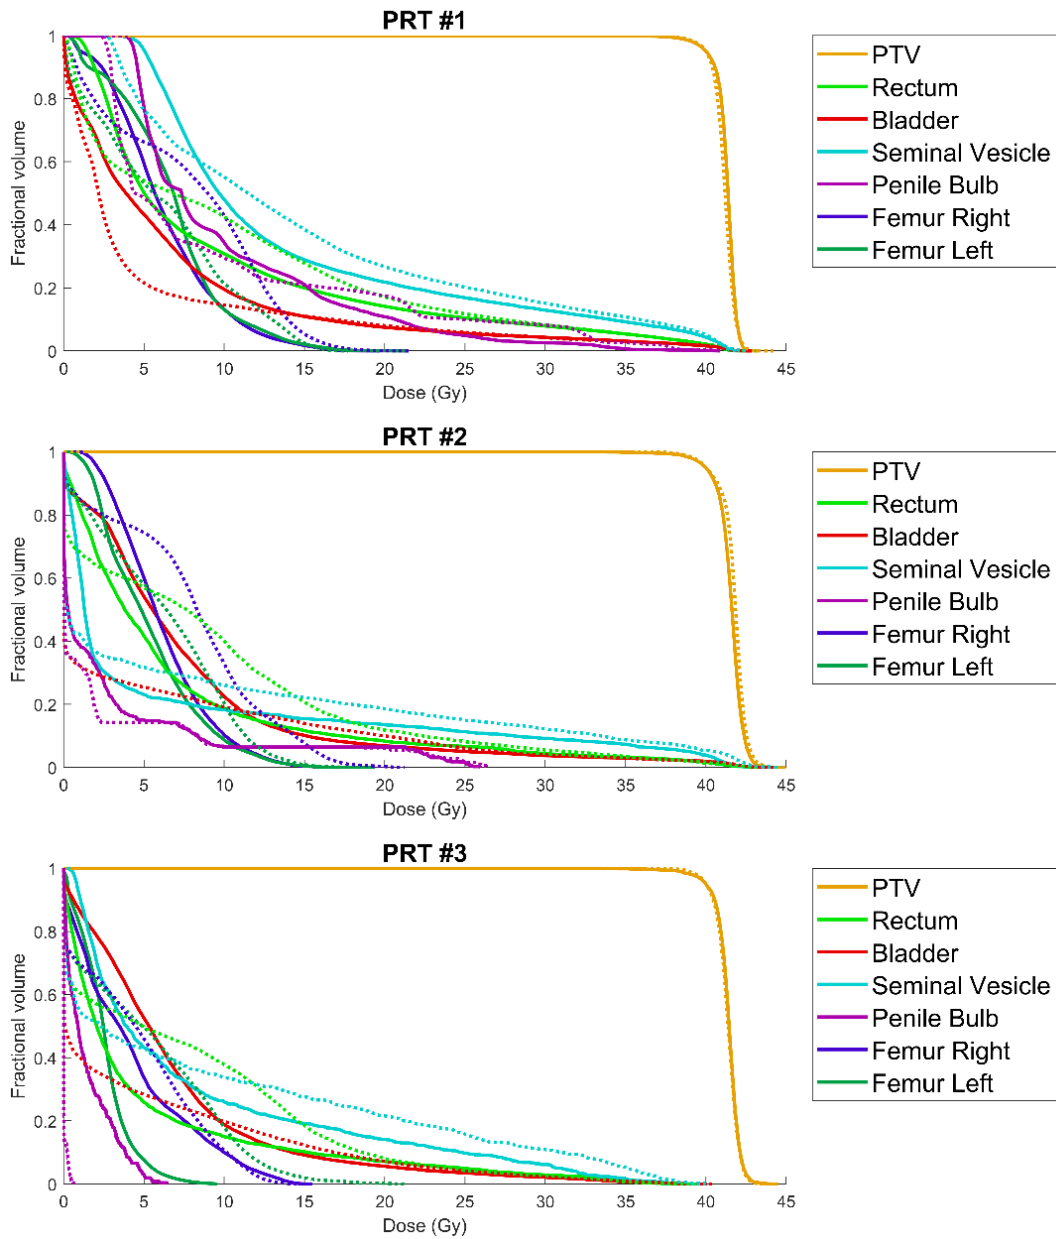 PRT #1
1
0.8
0.6
0.4
0.2
0
Fractional volume
0 5 10 15 20 25 30 35 40 45
Dose (Gy)
PTV
Rectum
Bladder
Seminal Vesicle
Penile Bulb
Femur Right
Femur Left
PRT #2
1
0.8
0.6
0.4
0.2
0
Fractional volume
0 5 10 15 20 25 30 35 40 45
Dose (Gy)
PTV
Rectum
Bladder
Seminal Vesicle
Penile Bulb
Femur Right
Femur Left
PRT #3
1
0.8
0.6
0.4
0.2
0
Fractional volume
0 5 10 15 20 25 30 35 40 45
Dose (Gy)
PTV
Rectum
Bladder
Seminal Vesicle
Penile Bulb
Femur Right
Femur Left